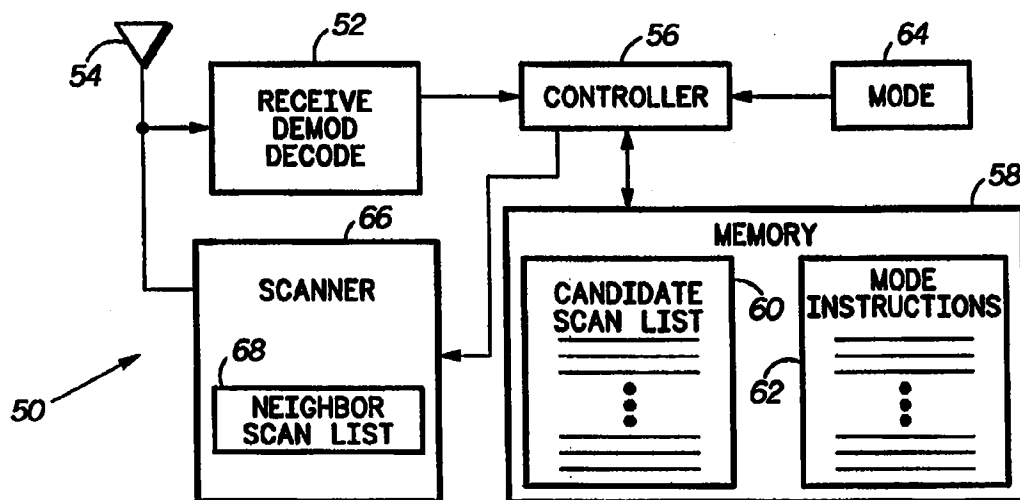 54
52
RECEIVE
DEMOD
DECODE
56
CONTROLLER
64
MODE
58
MEMORY
66
SCANNER
68
NEIGHBOR
SCAN LIST
60
CANDIDATE
SCAN LIST
62
MODE
INSTRUCTIONS
50